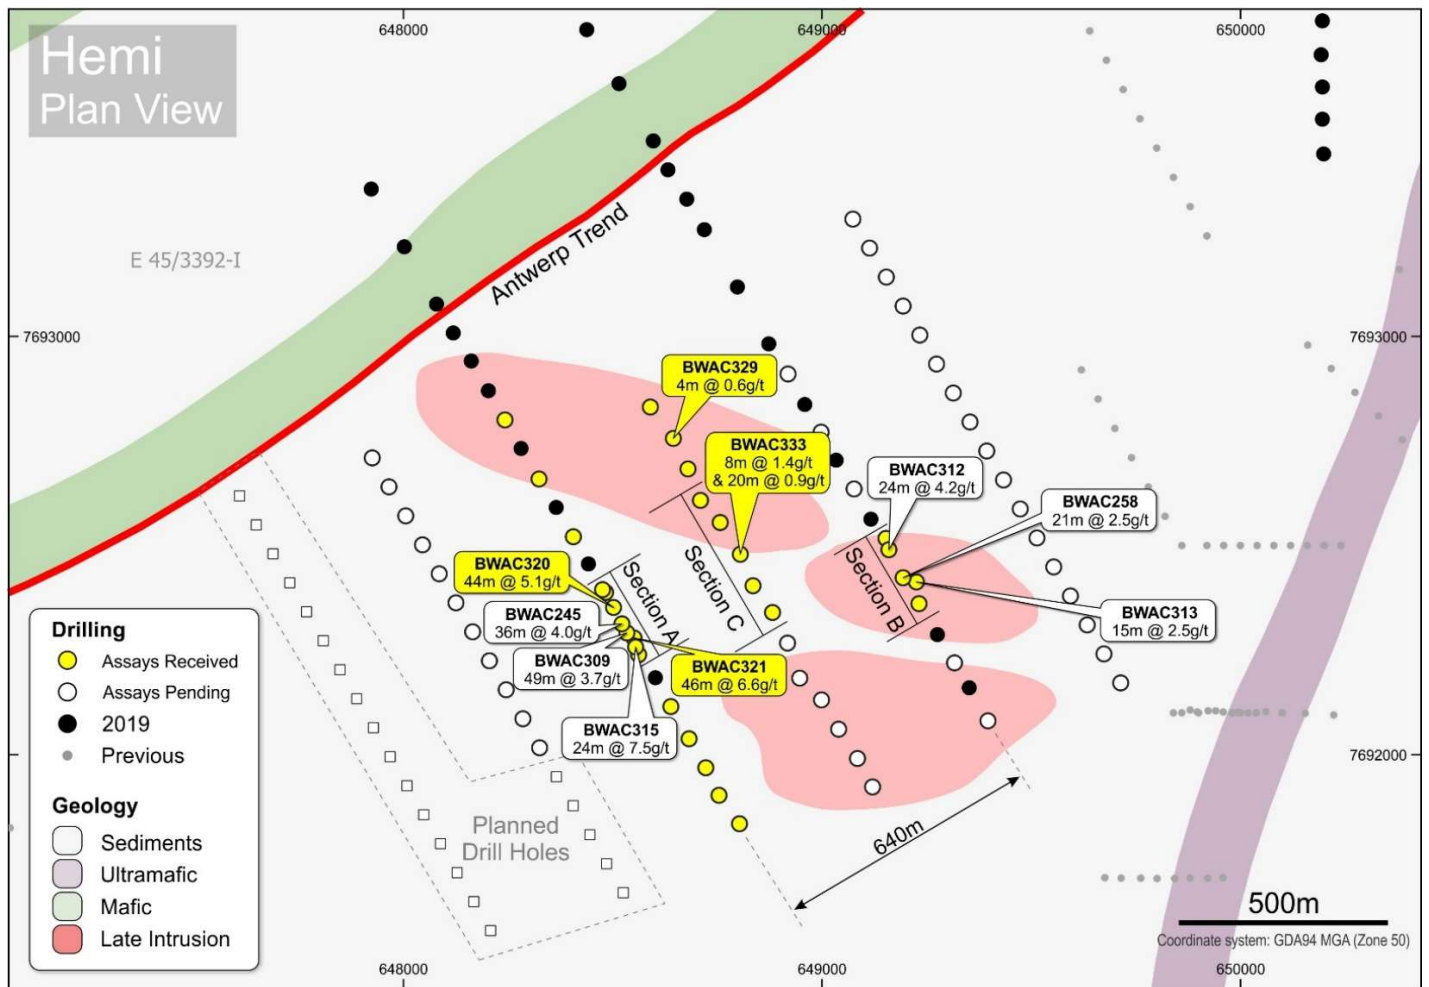 Hemi
Plan View
648000
649000
650000
E 45/3392-I
Antwerp Trend
7693000
7693000
BWAC329
4m @ 0.6g/t
BWAC333
8m @ 1.4g/t
& 20m @ 0.9g/t
BWAC312
24m @ 4.2g/t
BWAC258
21m @ 2.5g/t
BWAC320
44m @ 5.1g/t
Section A
Section C
Section B
BWAC245
36m @ 4.0g/t
BWAC313
15m @ 2.5g/t
BWAC309
49m @ 3.7g/t
BWAC321
46m @ 6.6g/t
BWAC315
24m @ 7.5g/t
7692000
Drilling
Assays Received
Assays Pending
2019
Previous
Geology
Sediments
Ultramafic
Mafic
Late Intrusion
Planned
Drill Holes
640m
500m
Coordinate system: GDA94 MGA (Zone 50)
648000
649000
650000